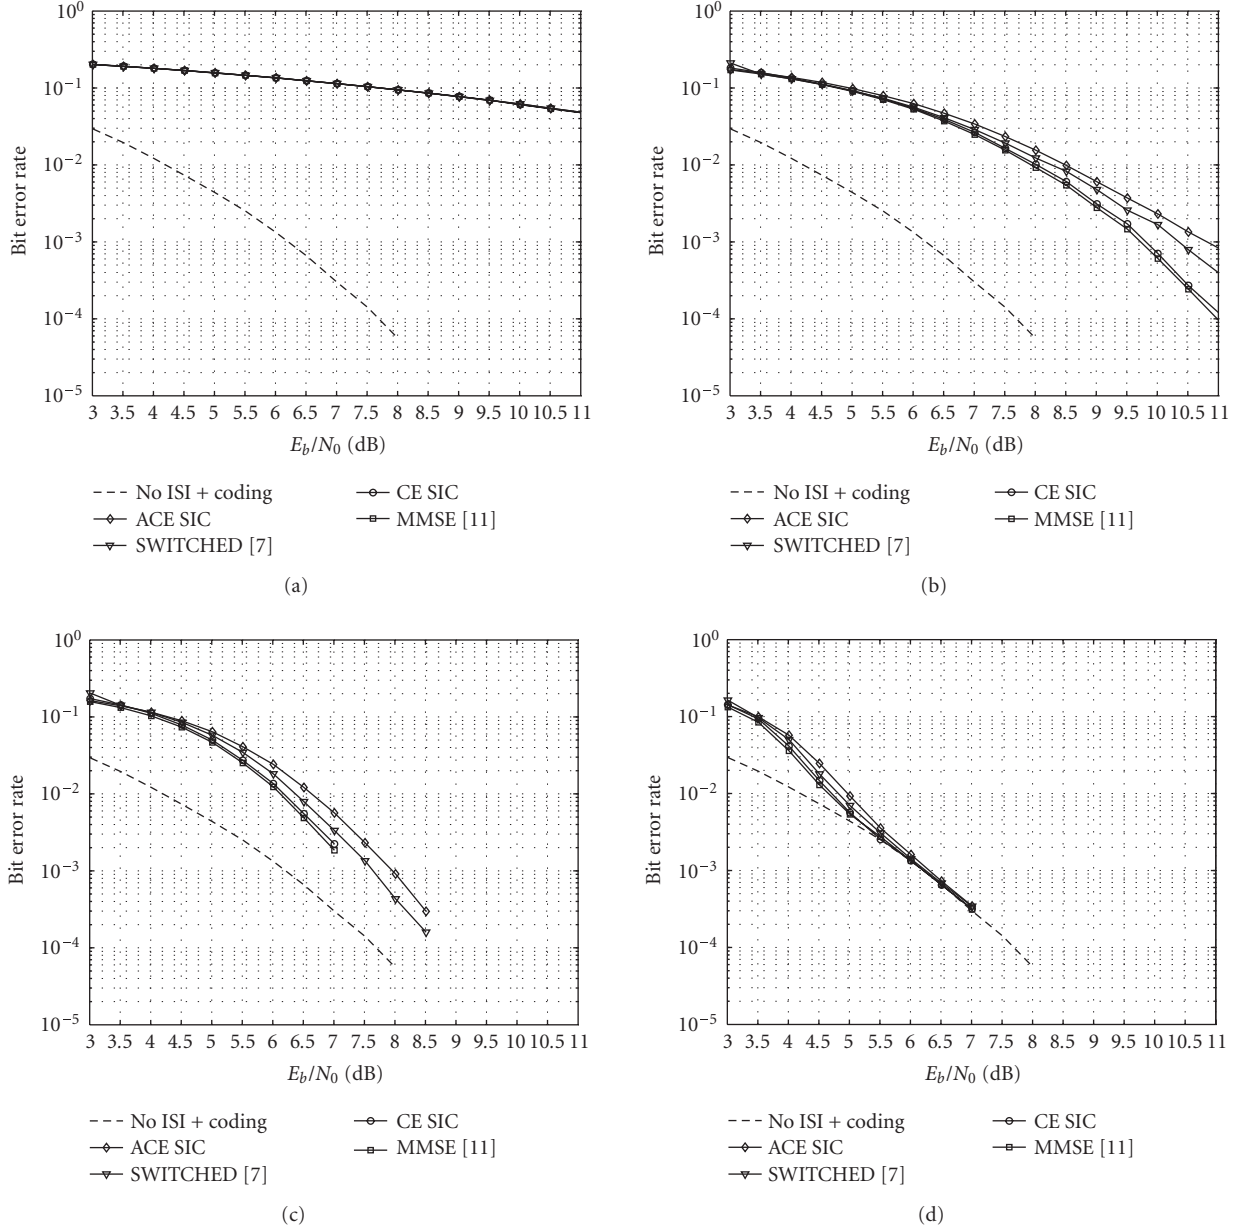 10⁰
10⁻¹
10⁻²
10⁻³
10⁻⁴
10⁻⁵
Bit error rate
3 3.5 4 4.5 5 5.5 6 6.5 7 7.5 8 8.5 9 9.5 10 10.5 11
E_b/N_0 (dB)
No ISI + coding
ACE SIC
SWITCHED [7]
CE SIC
MMSE [11]
(a)
10⁰
10⁻¹
10⁻²
10⁻³
10⁻⁴
10⁻⁵
Bit error rate
3 3.5 4 4.5 5 5.5 6 6.5 7 7.5 8 8.5 9 9.5 10 10.5 11
E_b/N_0 (dB)
No ISI + coding
ACE SIC
SWITCHED [7]
CE SIC
MMSE [11]
(b)
10⁰
10⁻¹
10⁻²
10⁻³
10⁻⁴
10⁻⁵
Bit error rate
3 3.5 4 4.5 5 5.5 6 6.5 7 7.5 8 8.5 9 9.5 10 10.5 11
E_b/N_0 (dB)
No ISI + coding
ACE SIC
SWITCHED [7]
CE SIC
MMSE [11]
(c)
10⁰
10⁻¹
10⁻²
10⁻³
10⁻⁴
10⁻⁵
Bit error rate
3 3.5 4 4.5 5 5.5 6 6.5 7 7.5 8 8.5 9 9.5 10 10.5 11
E_b/N_0 (dB)
No ISI + coding
ACE SIC
SWITCHED [7]
CE SIC
MMSE [11]
(d)